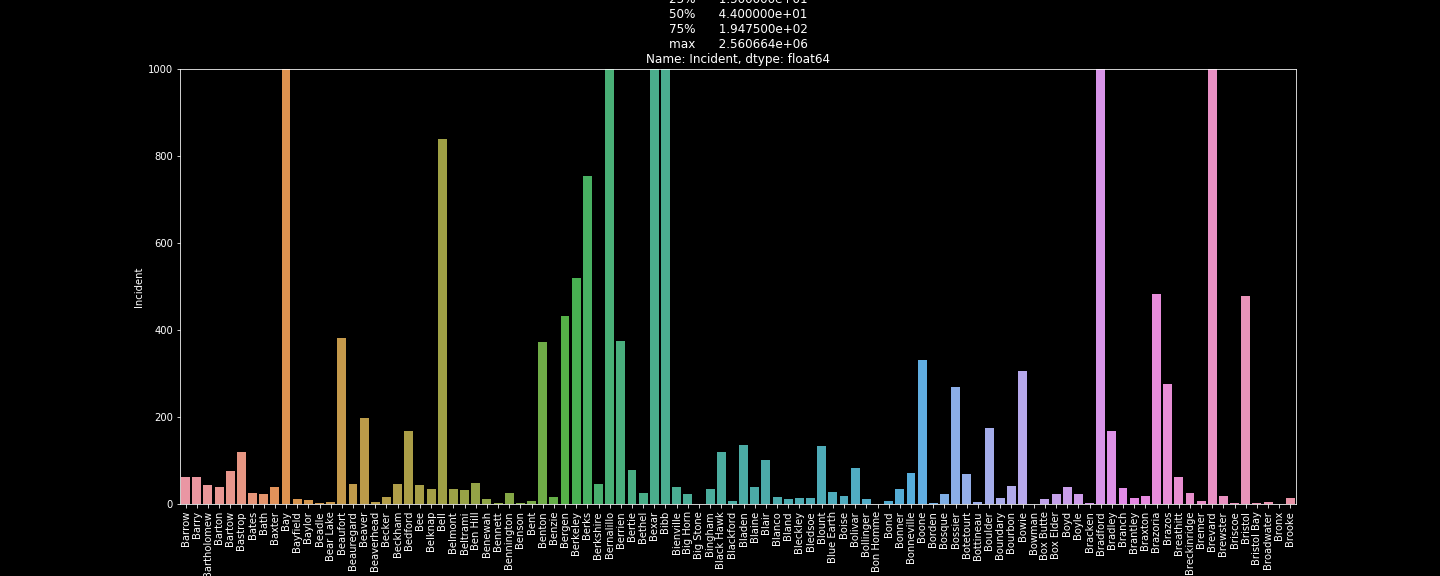 50% 4.400000e+01
75% 1.947500e+02
max 2.560664e+06
Name: Incident, dtype: float64
1000
800
600
400
200
0
Incident
Barrow
Barry
Bartholomew
Barton
Bartow
Bastrop
Bates
Bath
Baxter
Bay
Bayfield
Baylor
Beadle
Bear Lake
Beaufort
Beauregard
Beaver
Beaverhead
Becker
Beckham
Bedford
Bee
Belknap
Bell
Belmont
Beltrami
Ben Hill
Benewah
Bennett
Bennington
Benson
Bent
Benton
Benzie
Bergen
Berkeley
Berks
Berkshire
Bernalillo
Berrien
Bertie
Bethel
Bexar
Bibb
Bienville
Big Horn
Big Stone
Bingham
Black Hawk
Blackford
Bladen
Blaine
Blair
Blanco
Bland
Bleckley
Bledsoe
Blount
Blue Earth
Boise
Bolivar
Bollinger
Bon Homme
Bond
Bonner
Bonneville
Boone
Borden
Bosque
Bossier
Botetourt
Bottineau
Boulder
Boundary
Bourbon
Bowie
Bowman
Box Butte
Box Elder
Boyd
Boyle
Bracken
Bradford
Bradley
Branch
Brantley
Braxton
Brazoria
Brazos
Breathitt
Breckinridge
Bremer
Brevard
Brewster
Briscoe
Bristol
Bristol Bay
Broadwater
Bronx
Brooke